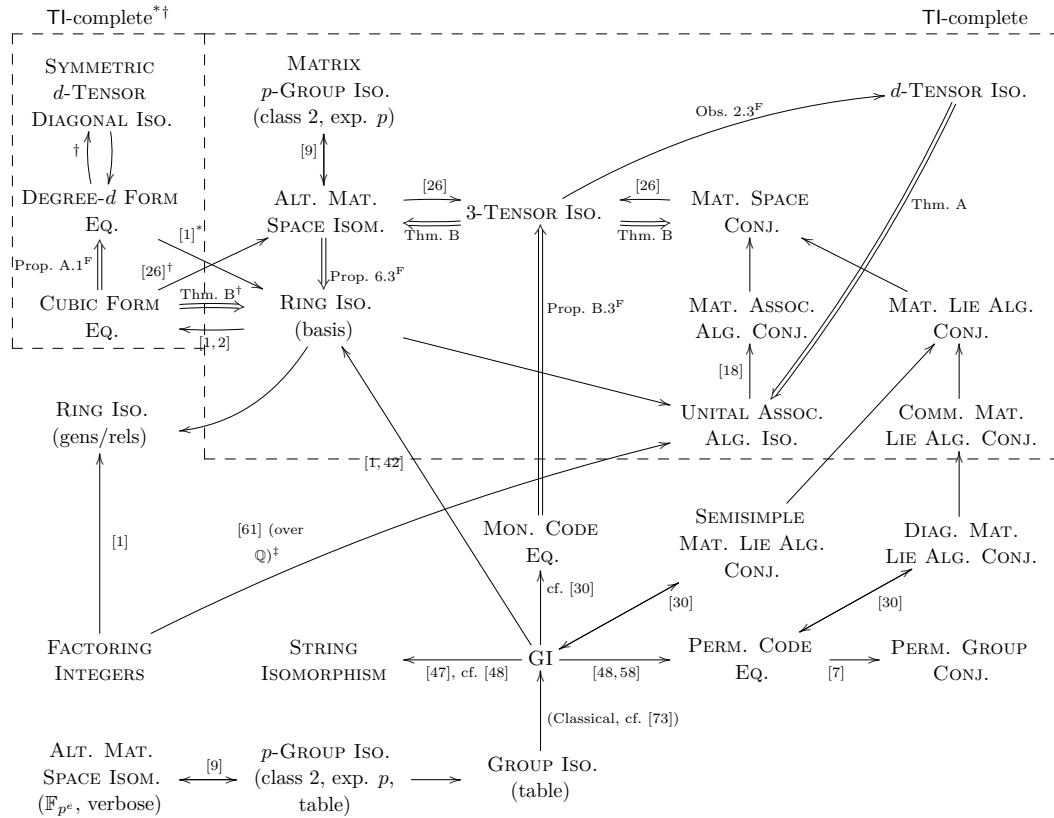 TI-complete*†
TI-complete
SYMMETRIC
d-TENSOR
DIAGONAL ISO.
MATRIX
p-GROUP ISO.
(class 2, exp. p)
d-TENSOR ISO.
Obs. 2.3F
†
[9]
DEGREE-d FORM
EQ.
ALT. MAT.
SPACE ISOM.
[26]
Thm. B
3-TENSOR ISO.
[26]
Thm. B
MAT. SPACE
CONJ.
Thm. A
[1]*
[26]†
Prop. A.1F
Prop. 6.3F
CUBIC FORM
EQ.
Thm. B†
[1, 2]
RING ISO.
(basis)
Prop. B.3F
MAT. ASSOC.
ALG. CONJ.
MAT. LIE ALG.
CONJ.
[18]
RING ISO.
(gens/rels)
UNITAL ASSOC.
ALG. ISO.
COMM. MAT.
LIE ALG. CONJ.
[1, 42]
[1]
[61] (over
ℚ)‡
MON. CODE
EQ.
SEMISIMPLE
MAT. LIE ALG.
CONJ.
DIAG. MAT.
LIE ALG. CONJ.
cf. [30]
[30]
[30]
FACTORING
INTEGERS
STRING
ISOMORPHISM
[47], cf. [48]
GI
[48, 58]
PERM. CODE
EQ.
[7]
PERM. GROUP
CONJ.
(Classical, cf. [73])
ALT. MAT.
SPACE ISOM.
(𝔽pᵉ, verbose)
[9]
p-GROUP ISO.
(class 2, exp. p,
table)
GROUP ISO.
(table)